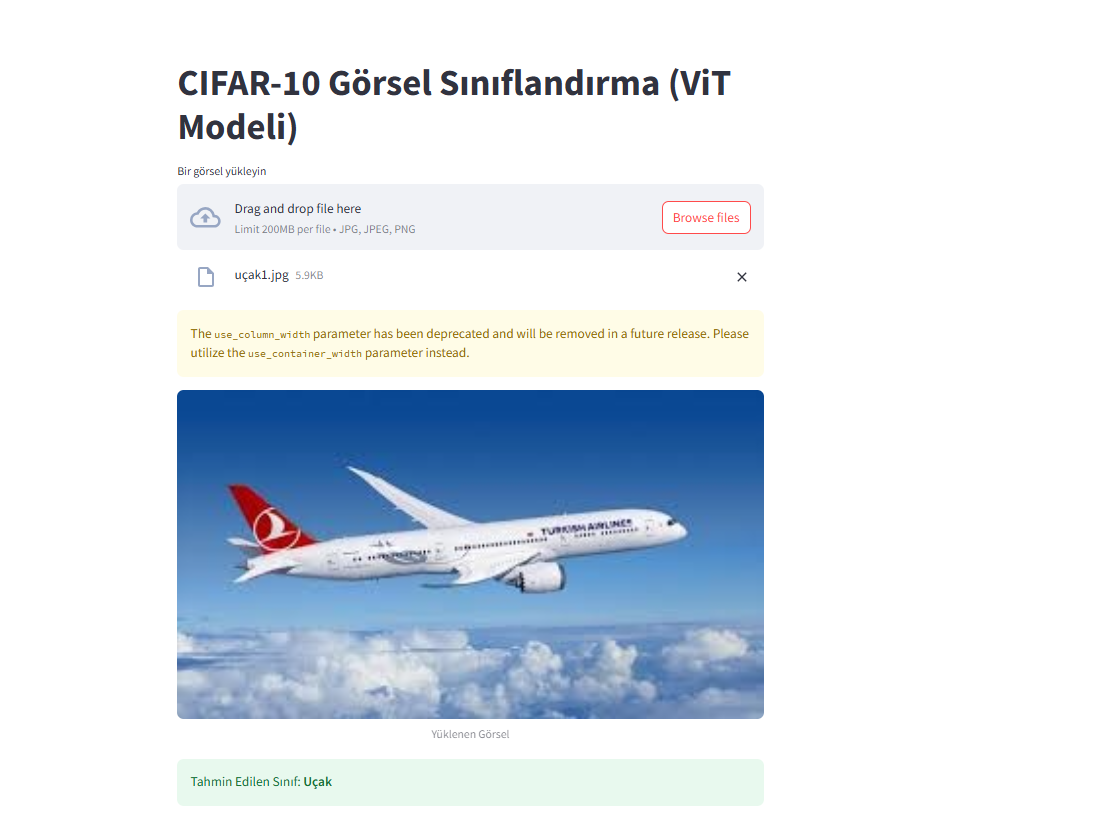 CIFAR-10 Görsel Sınıflandırma (ViT
Modeli)
Bir görsel yükleyin
Drag and drop file here
Limit 200MB per file • JPG, JPEG, PNG
Browse files
uçak1.jpg 5.9KB
The use_column_width parameter has been deprecated and will be removed in a future release. Please
utilize the use_container_width parameter instead.
TURKISH AIRLINES
Yüklenen Görsel
Tahmin Edilen Sınıf: Uçak